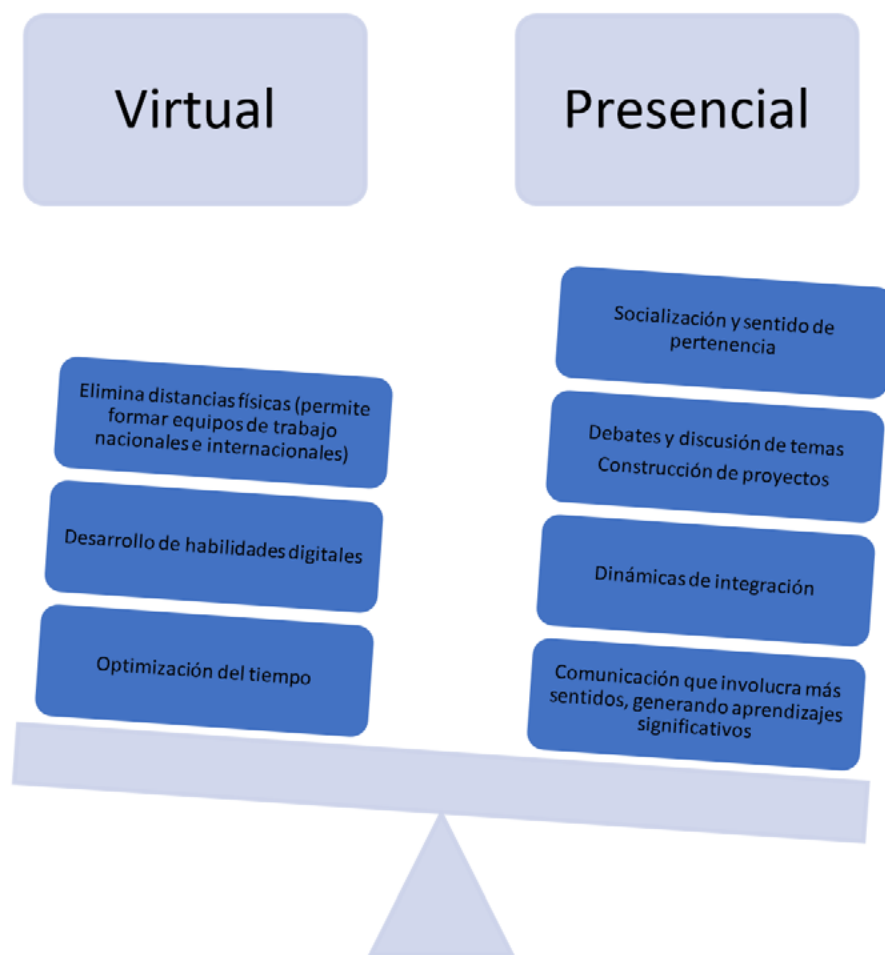 Virtual
Presencial
Elimina distancias físicas (permite
formar equipos de trabajo
nacionales e internacionales)
Desarrollo de habilidades digitales
Optimización del tiempo
Socialización y sentido de
pertenencia
Debates y discusión de temas
Construcción de proyectos
Dinámicas de integración
Comunicación que involucra más
sentidos, generando aprendizajes
significativos